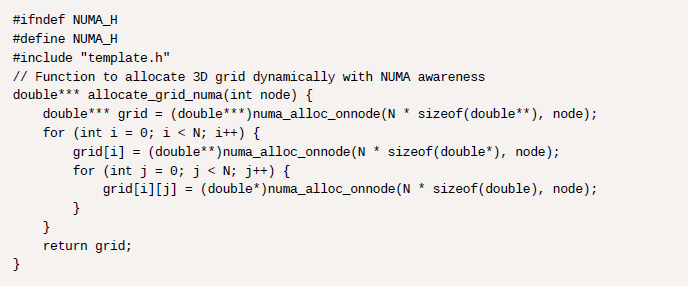 #ifndef NUMA_H
#define NUMA_H
#include "template.h"
// Function to allocate 3D grid dynamically with NUMA awareness
double*** allocate_grid_numa(int node) {
    double*** grid = (double***)numa_alloc_onnode(N * sizeof(double**), node);
    for (int i = 0; i < N; i++) {
        grid[i] = (double**)numa_alloc_onnode(N * sizeof(double*), node);
        for (int j = 0; j < N; j++) {
            grid[i][j] = (double*)numa_alloc_onnode(N * sizeof(double), node);
        }
    }
    return grid;
}